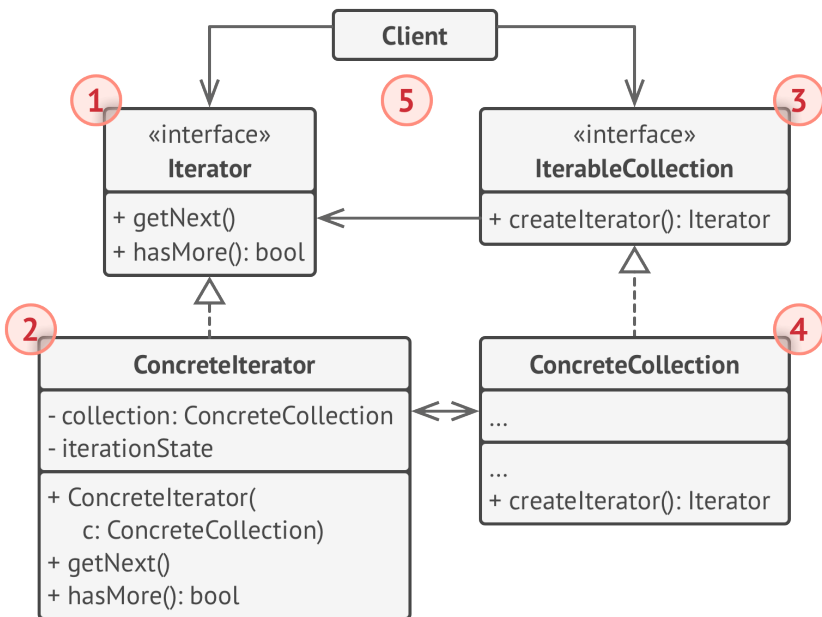 Client
1
5
3
«interface»
Iterator
+ getNext()
+ hasMore(): bool
«interface»
IterableCollection
+ createIterator(): Iterator
2
ConcreteIterator
- collection: ConcreteCollection
- iterationState
+ ConcreteIterator(
c: ConcreteCollection)
+ getNext()
+ hasMore(): bool
4
ConcreteCollection
...
...
+ createIterator(): Iterator